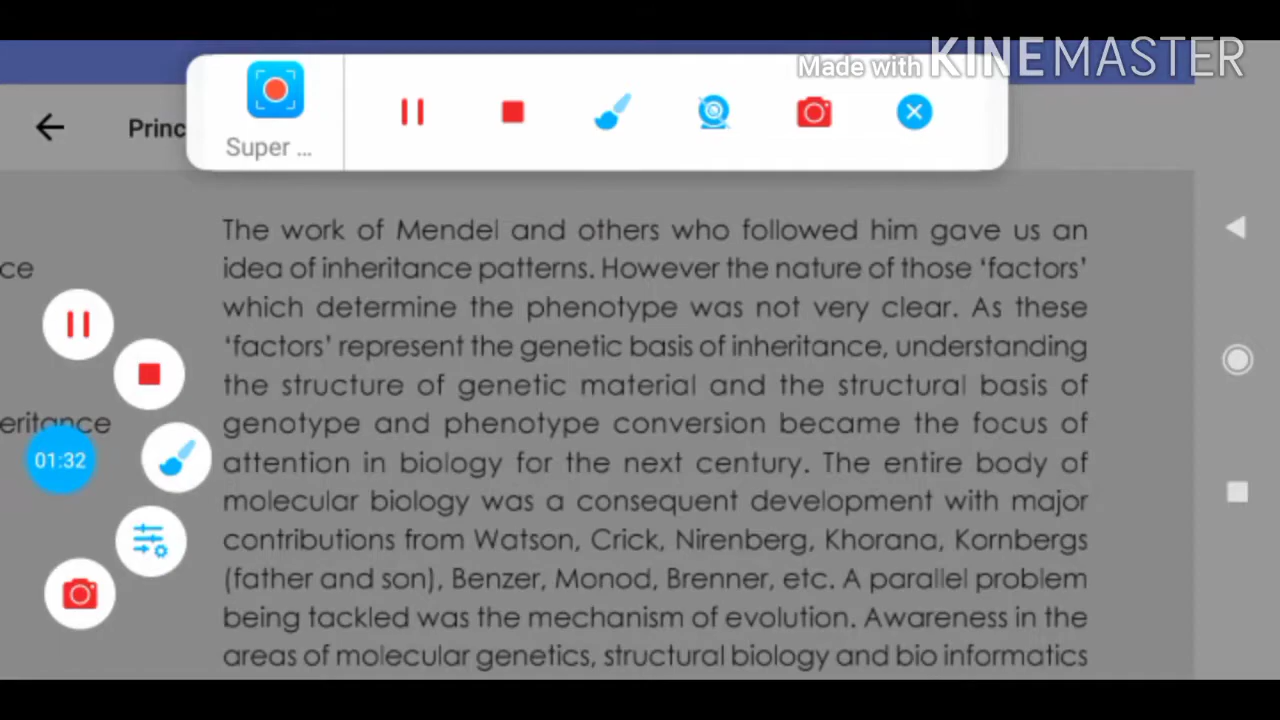 Made with KINEMASTER
Super ...
Princ
The work of Mendel and others who followed him gave us an
ce
idea of inheritance patterns. However the nature of those ‘factors’
which determine the phenotype was not very clear. As these
‘factors’ represent the genetic basis of inheritance, understanding
the structure of genetic material and the structural basis of
eritance
genotype and phenotype conversion became the focus of
01:32
attention in biology for the next century. The entire body of
molecular biology was a consequent development with major
contributions from Watson, Crick, Nirenberg, Khorana, Kornbergs
(father and son), Benzer, Monod, Brenner, etc. A parallel problem
being tackled was the mechanism of evolution. Awareness in the
areas of molecular genetics, structural biology and bio informatics